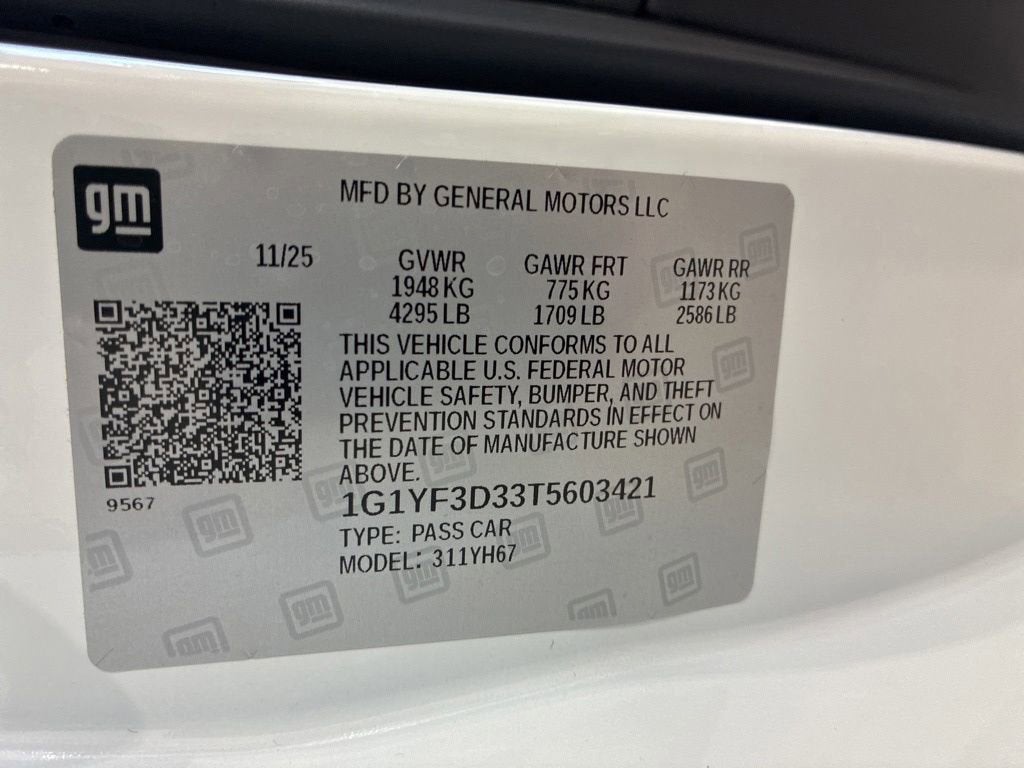 gm
MFD BY GENERAL MOTORS LLC
11/25 GVWR GAWR FRT GAWR RR
1948 KG 775 KG 1173 KG
4295 LB 1709 LB 2586 LB
THIS VEHICLE CONFORMS TO ALL
APPLICABLE U.S. FEDERAL MOTOR
VEHICLE SAFETY, BUMPER, AND THEFT
PREVENTION STANDARDS IN EFFECT ON
THE DATE OF MANUFACTURE SHOWN
ABOVE.
9567
1G1YF3D33T5603421
TYPE: PASS CAR
MODEL: 311YH67